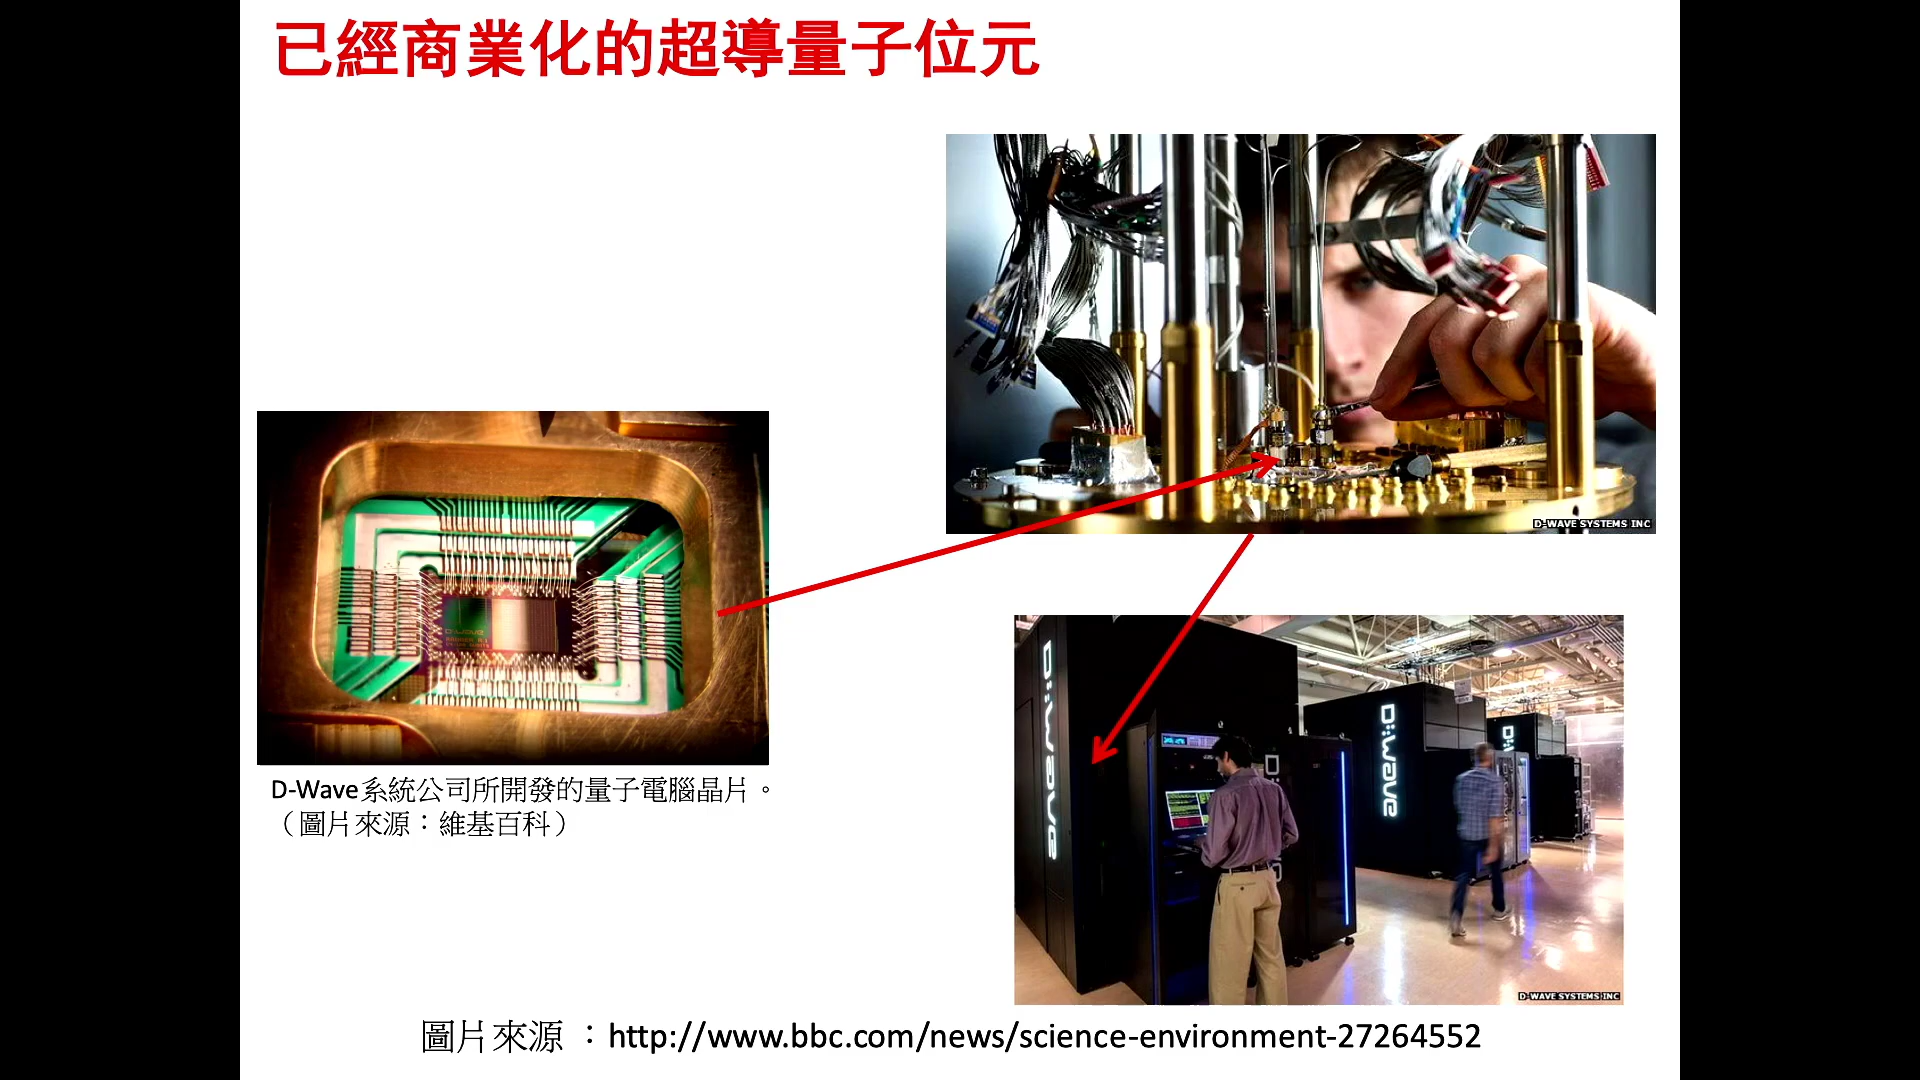 已經商業化的超導量子位元
D-WAVE SYSTEMS INC
D-Wave系統公司所開發的量子電腦晶片。
（圖片來源：維基百科）
D:wave
D:wave
D:wave
D-WAVE SYSTEMS INC
圖片來源 ：http://www.bbc.com/news/science-environment-27264552